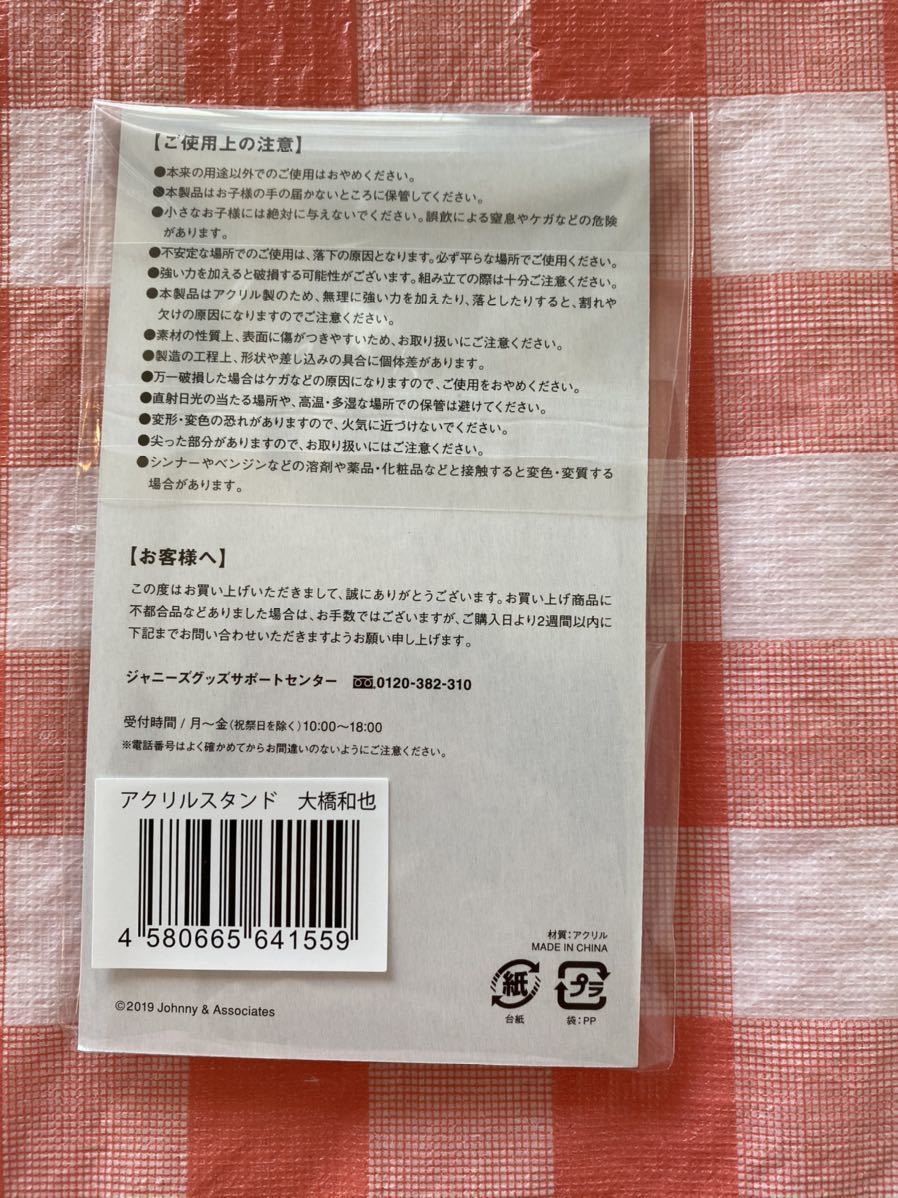 【ご使用上の注意】
●本来の用途以外でのご使用はおやめください。
●本製品はお子様の手の届かないところに保管してください。
●小さなお子様には絶対に与えないでください。誤飲による窒息やケガなどの危険
があります。
●不安定な場所でのご使用は、落下の原因となります。必ず平らな場所でご使用ください。
●強い力を加えると破損する可能性がございます。組み立ての際は十分ご注意ください。
●本製品はアクリル製のため、無理に強い力を加えたり、落としたりすると、割れや
欠けの原因になりますのでご注意ください。
●素材の性質上、表面に傷がつきやすいため、お取り扱いにご注意ください。
●製造の工程上、形状や差し込みの具合に個体差があります。
●万一破損した場合はケガなどの原因になりますので、ご使用をおやめください。
●直射日光の当たる場所や、高温・多湿な場所での保管は避けてください。
●変形・変色の恐れがありますので、火気に近づけないでください。
●尖った部分がありますので、お取り扱いにはご注意ください。
●シンナーやベンジンなどの溶剤や薬品・化粧品などと接触すると変色・変質する
場合があります。
【お客様へ】
この度はお買い上げいただきまして、誠にありがとうございます。お買い上げ商品に
不都合品などありました場合は、お手数ではございますが、ご購入日より2週間以内に
下記までお問い合わせいただきますようお願い申し上げます。
ジャニーズグッズサポートセンター 0120-382-310
受付時間/月〜金(祝祭日を除く)10:00〜18:00
※電話番号はよく確かめてからお間違いのないようにご注意ください。
アクリルスタンド 大橋和也
4 580665 641559
材質:アクリル
MADE IN CHINA
紙 プラ
台紙 袋:PP
©2019 Johnny & Associates